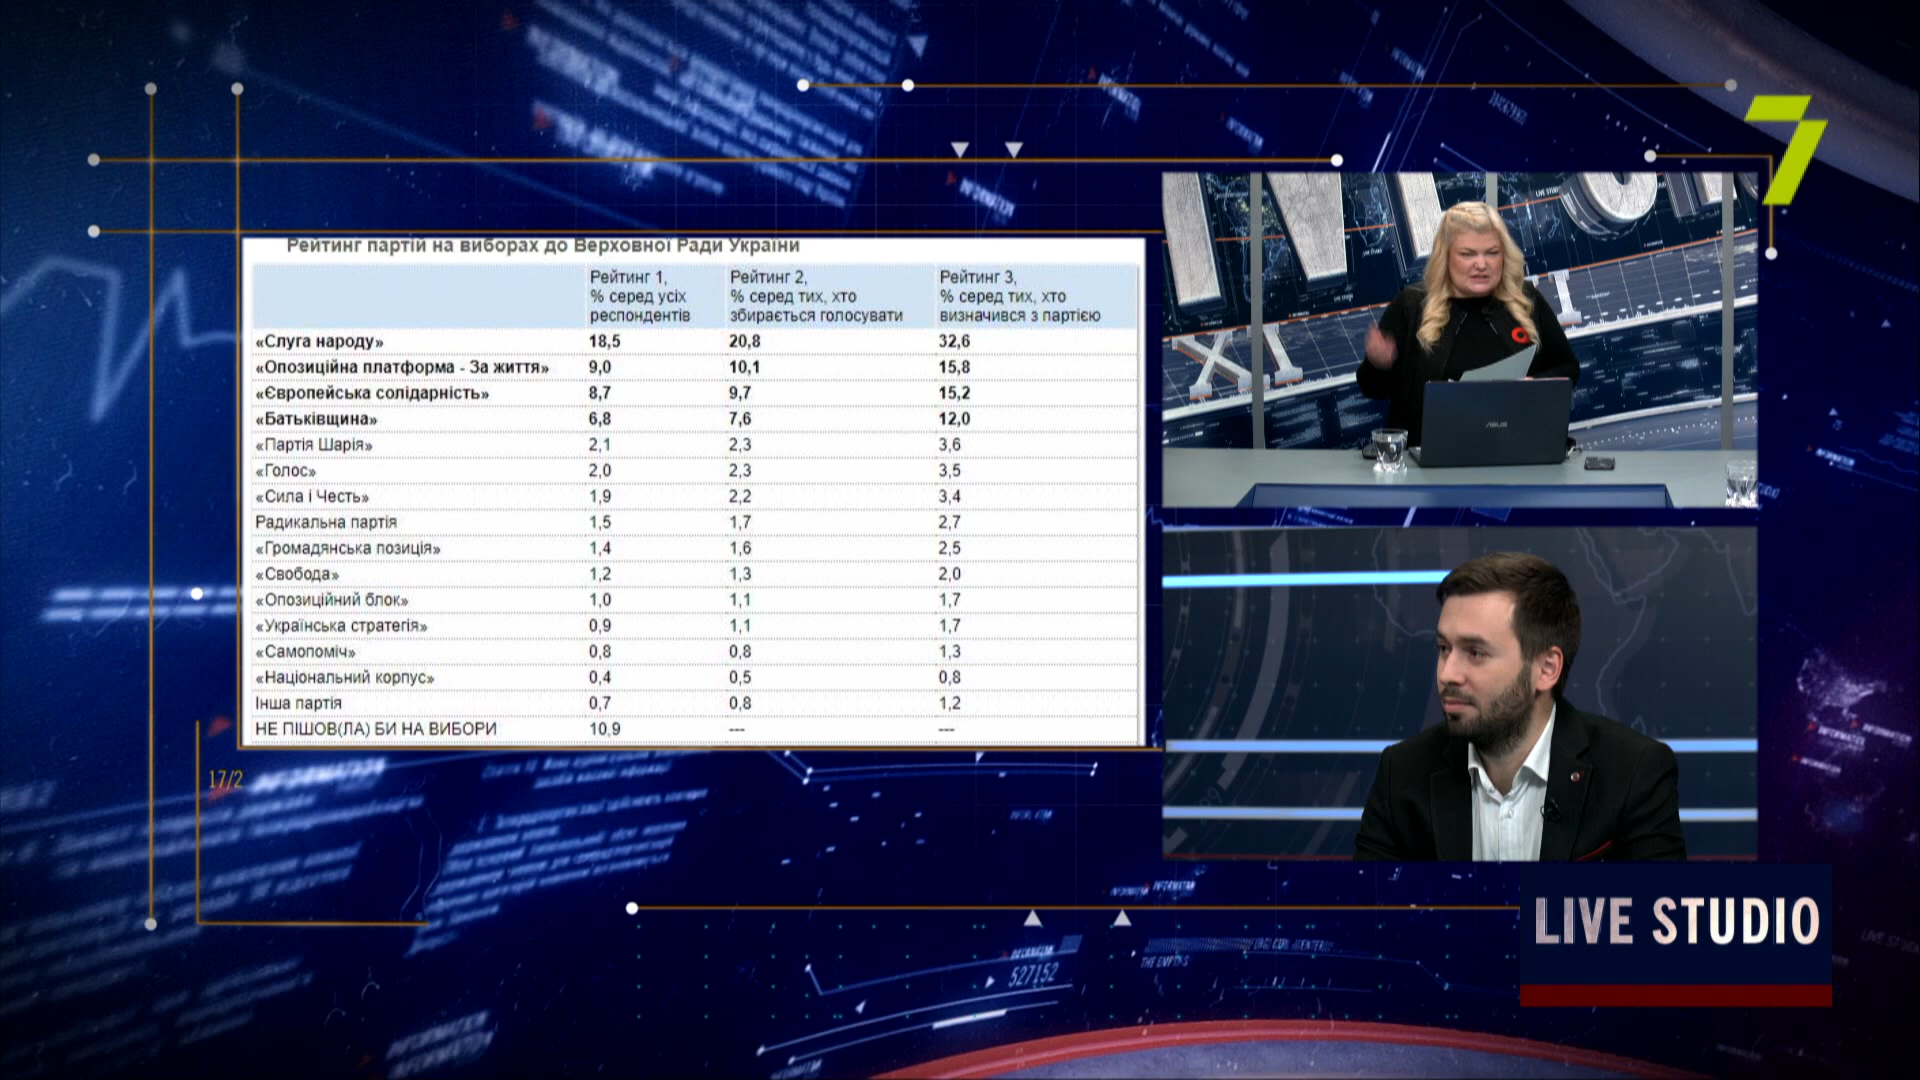 7
Рейтинг партій на виборах до Верховної Ради України
Рейтинг 1, % серед усіх респондентів Рейтинг 2, % серед тих, хто збирається голосувати Рейтинг 3, % серед тих, хто визначився з партією
«Слуга народу» 18,5 20,8 32,6
«Опозиційна платформа - За життя» 9,0 10,1 15,8
«Європейська солідарність» 8,7 9,7 15,2
«Батьківщина» 6,8 7,6 12,0
«Партія Шарія» 2,1 2,3 3,6
«Голос» 2,0 2,3 3,5
«Сила і Честь» 1,9 2,2 3,4
Радикальна партія 1,5 1,7 2,7
«Громадянська позиція» 1,4 1,6 2,5
«Свобода» 1,2 1,3 2,0
«Опозиційний блок» 1,0 1,1 1,7
«Українська стратегія» 0,9 1,1 1,7
«Самопоміч» 0,8 0,8 1,3
«Національний корпус» 0,4 0,5 0,8
Інша партія 0,7 0,8 1,2
НЕ ПІШОВ(ЛА) БИ НА ВИБОРИ 10,9 --- ---
ASUS
17/2
INFORMATION
527152
LIVE STUDIO